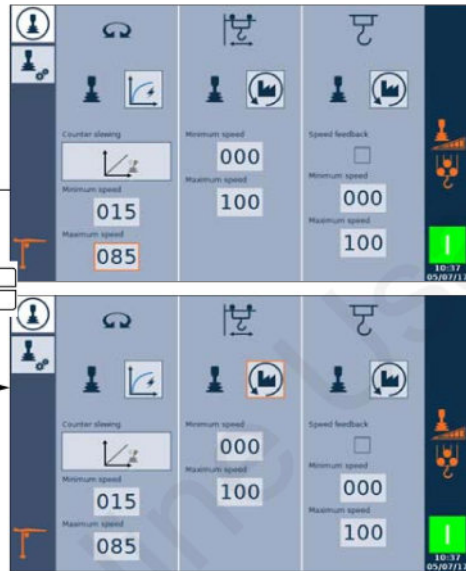 Counter slewing
Minimum speed
015
Maximum speed
085
Minimum speed
000
Maximum speed
100
Speed feedback
Minimum speed
000
Maximum speed
100
10:37
05/07/17
Counter slewing
Minimum speed
015
Maximum speed
085
Minimum speed
000
Maximum speed
100
Speed feedback
Minimum speed
000
Maximum speed
100
10:37